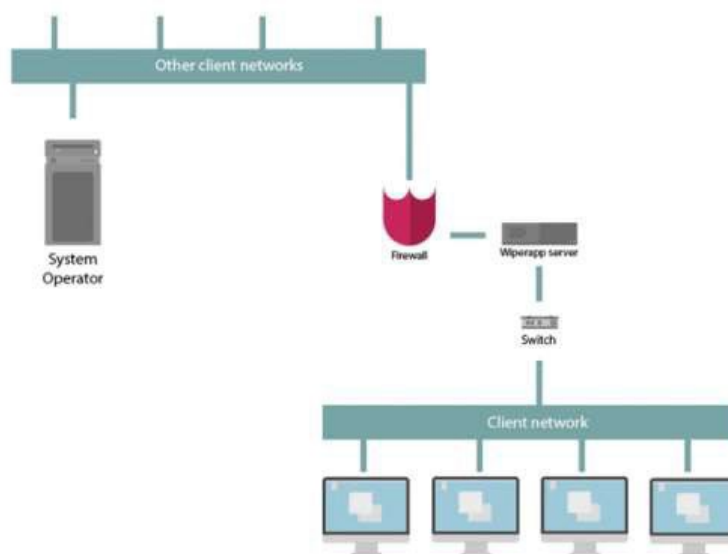 Other client networks
System
Operator
Firewall
Wiperapp server
Switch
Client network